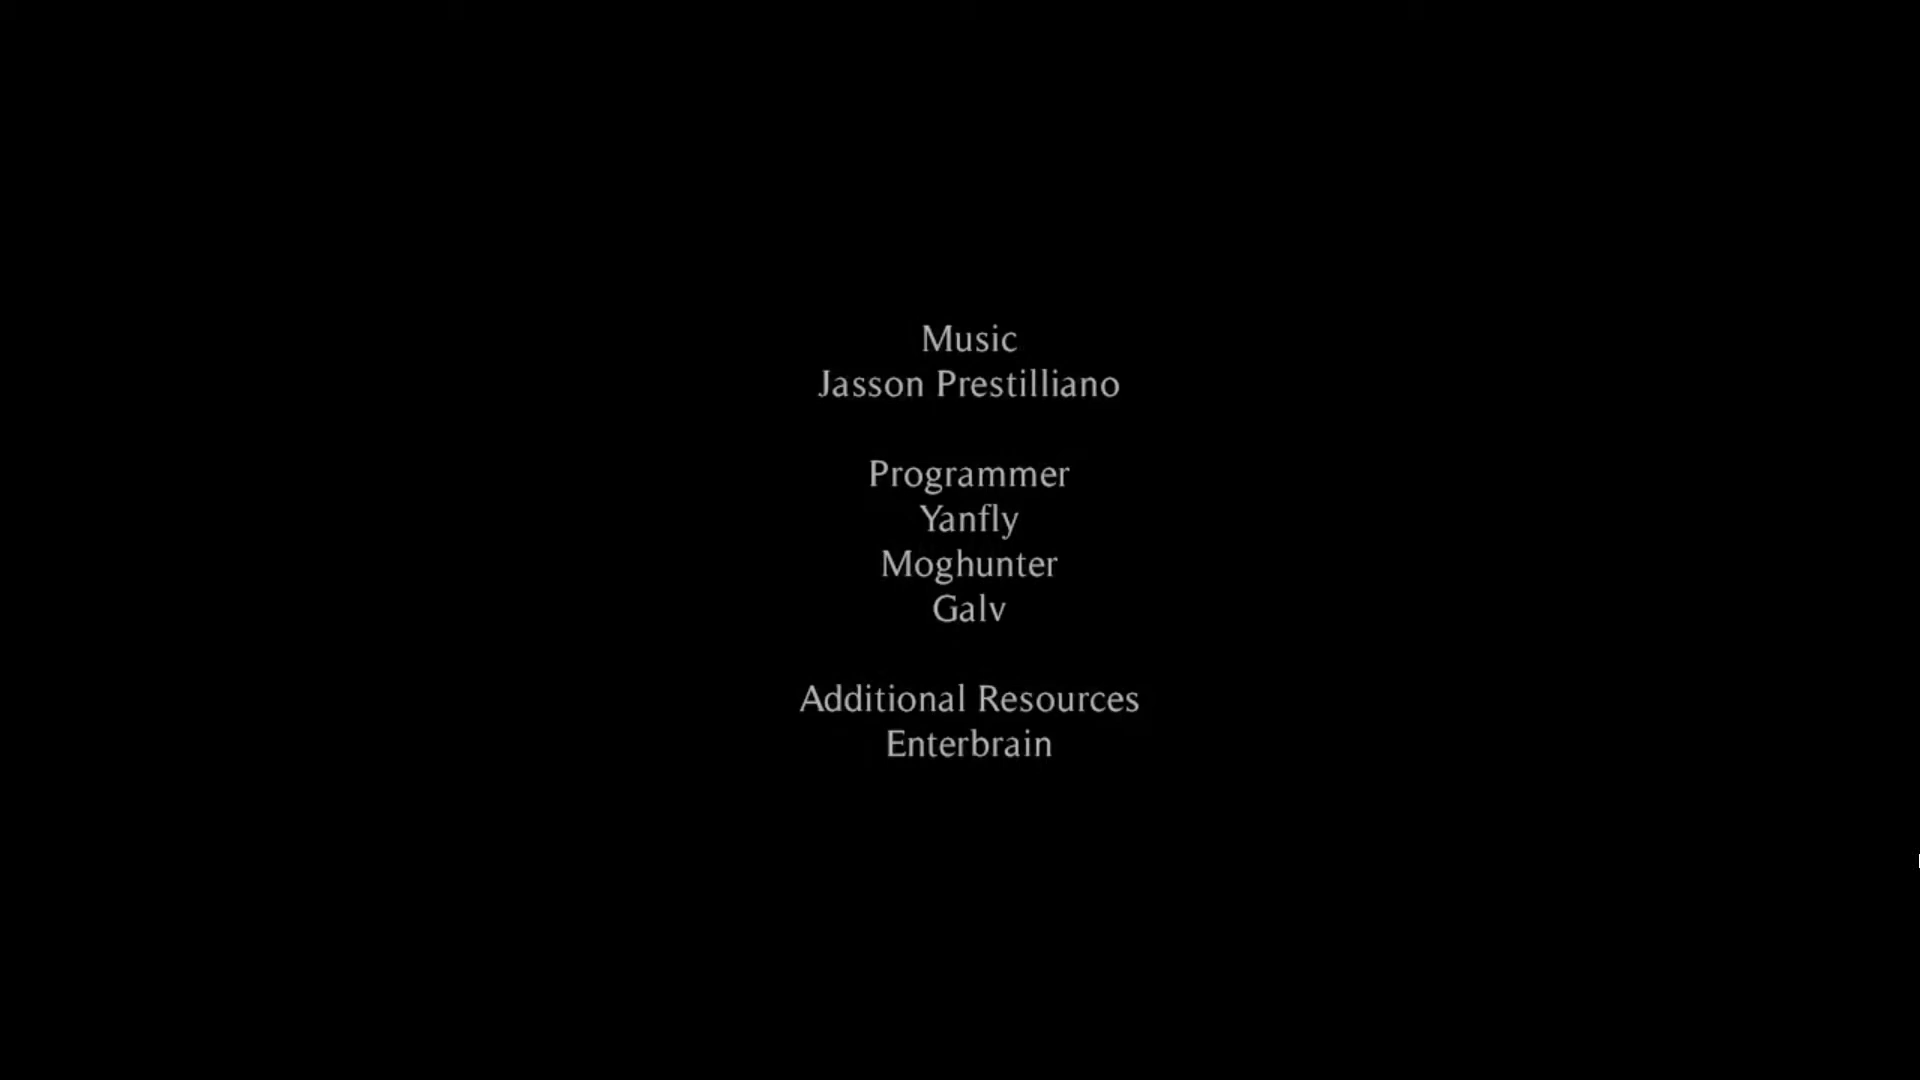 Music
Jasson Prestilliano
Programmer
Yanfly
Moghunter
Galv
Additional Resources
Enterbrain